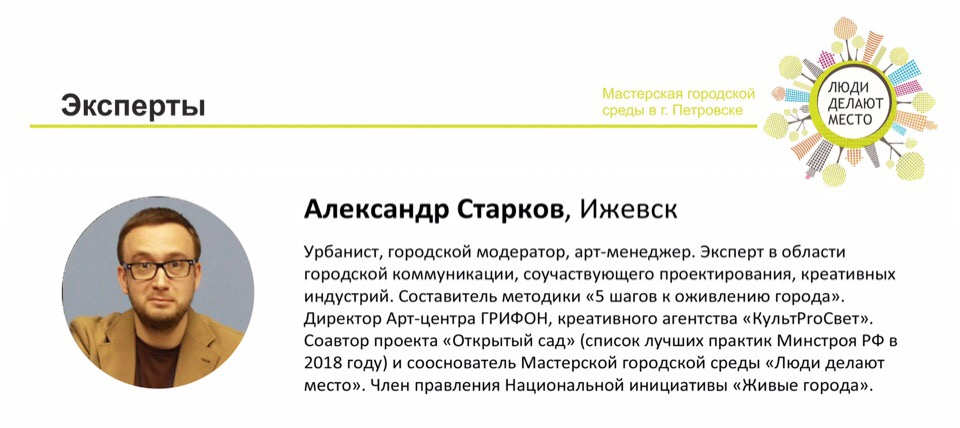 Эксперты
Мастерская городской
среды в г. Петровске
ЛЮДИ
ДЕЛАЮТ
МЕСТО
Александр Старков, Ижевск
Урбанист, городской модератор, арт-менеджер. Эксперт в области
городской коммуникации, соучаствующего проектирования, креативных
индустрий. Составитель методики «5 шагов к оживлению города».
Директор Арт-центра ГРИФОН, креативного агентства «КультProСвет».
Соавтор проекта «Открытый сад» (список лучших практик Минстроя РФ в
2018 году) и сооснователь Мастерской городской среды «Люди делают
место». Член правления Национальной инициативы «Живые города».